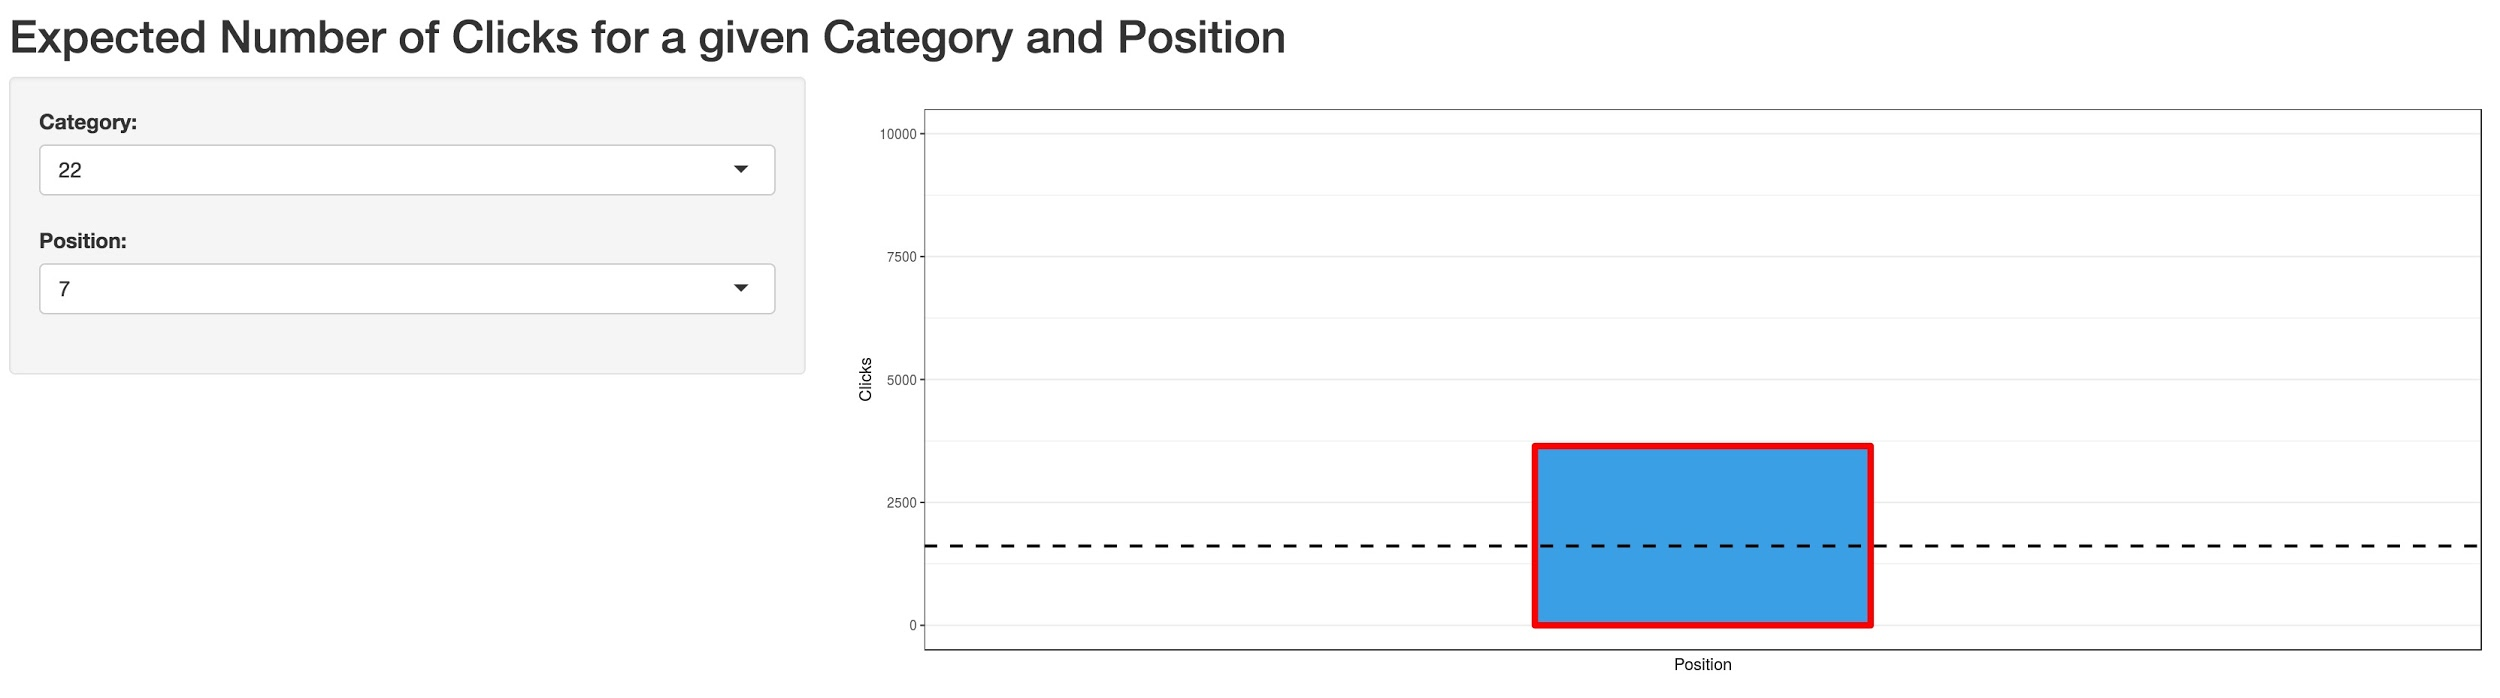 Expected Number of Clicks for a given Category and Position
Category:
22
Position:
7
Clicks
10000
7500
5000
2500
0
Position